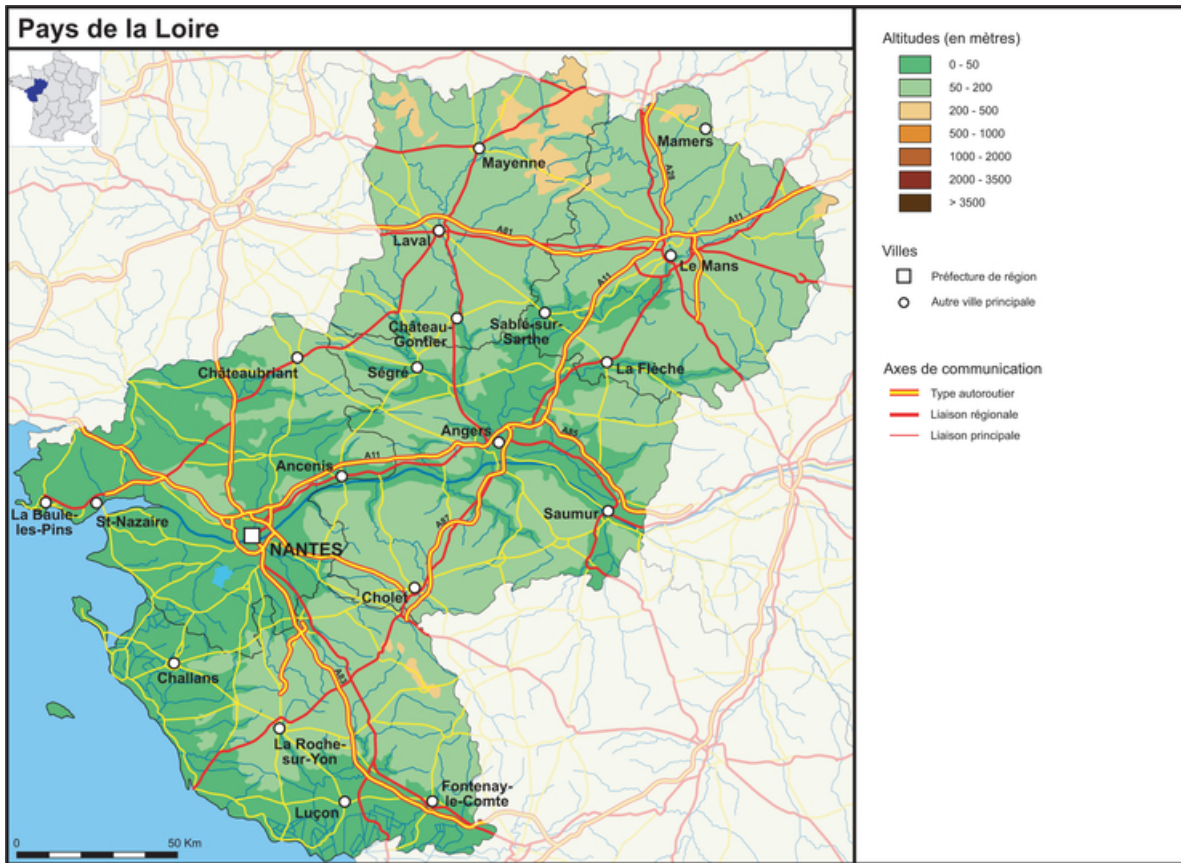 Pays de la Loire
Mayenne
Mamers
A28
A11
Laval
A81
Le Mans
A11
Château-
Gontier
Sablé-sur-
Sarthe
Châteaubriant
Ségré
La Flèche
Angers
A85
Ancenis
A11
La Baule-
les-Pins
St-Nazaire
Saumur
A87
NANTES
Cholet
Challans
A83
La Roche-
sur-Yon
Fontenay-
le-Comte
Luçon
0
50 Km
Altitudes (en mètres)
0 - 50
50 - 200
200 - 500
500 - 1000
1000 - 2000
2000 - 3500
> 3500
Villes
Préfecture de région
Autre ville principale
Axes de communication
Type autoroutier
Liaison régionale
Liaison principale